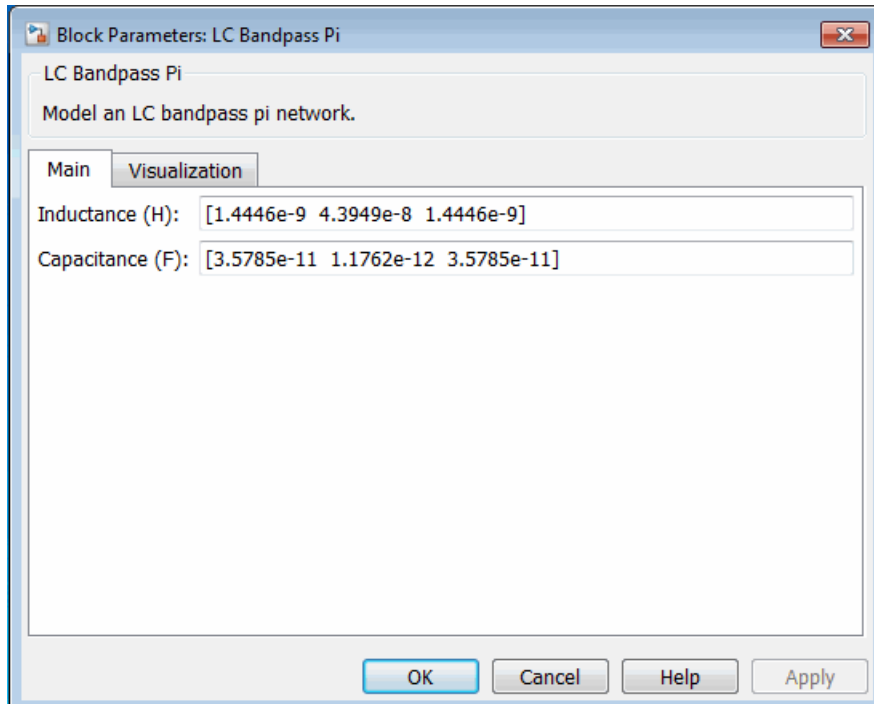 Block Parameters: LC Bandpass Pi
LC Bandpass Pi
Model an LC bandpass pi network.
Main Visualization
Inductance (H): [1.4446e-9 4.3949e-8 1.4446e-9]
Capacitance (F): [3.5785e-11 1.1762e-12 3.5785e-11]
OK Cancel Help Apply